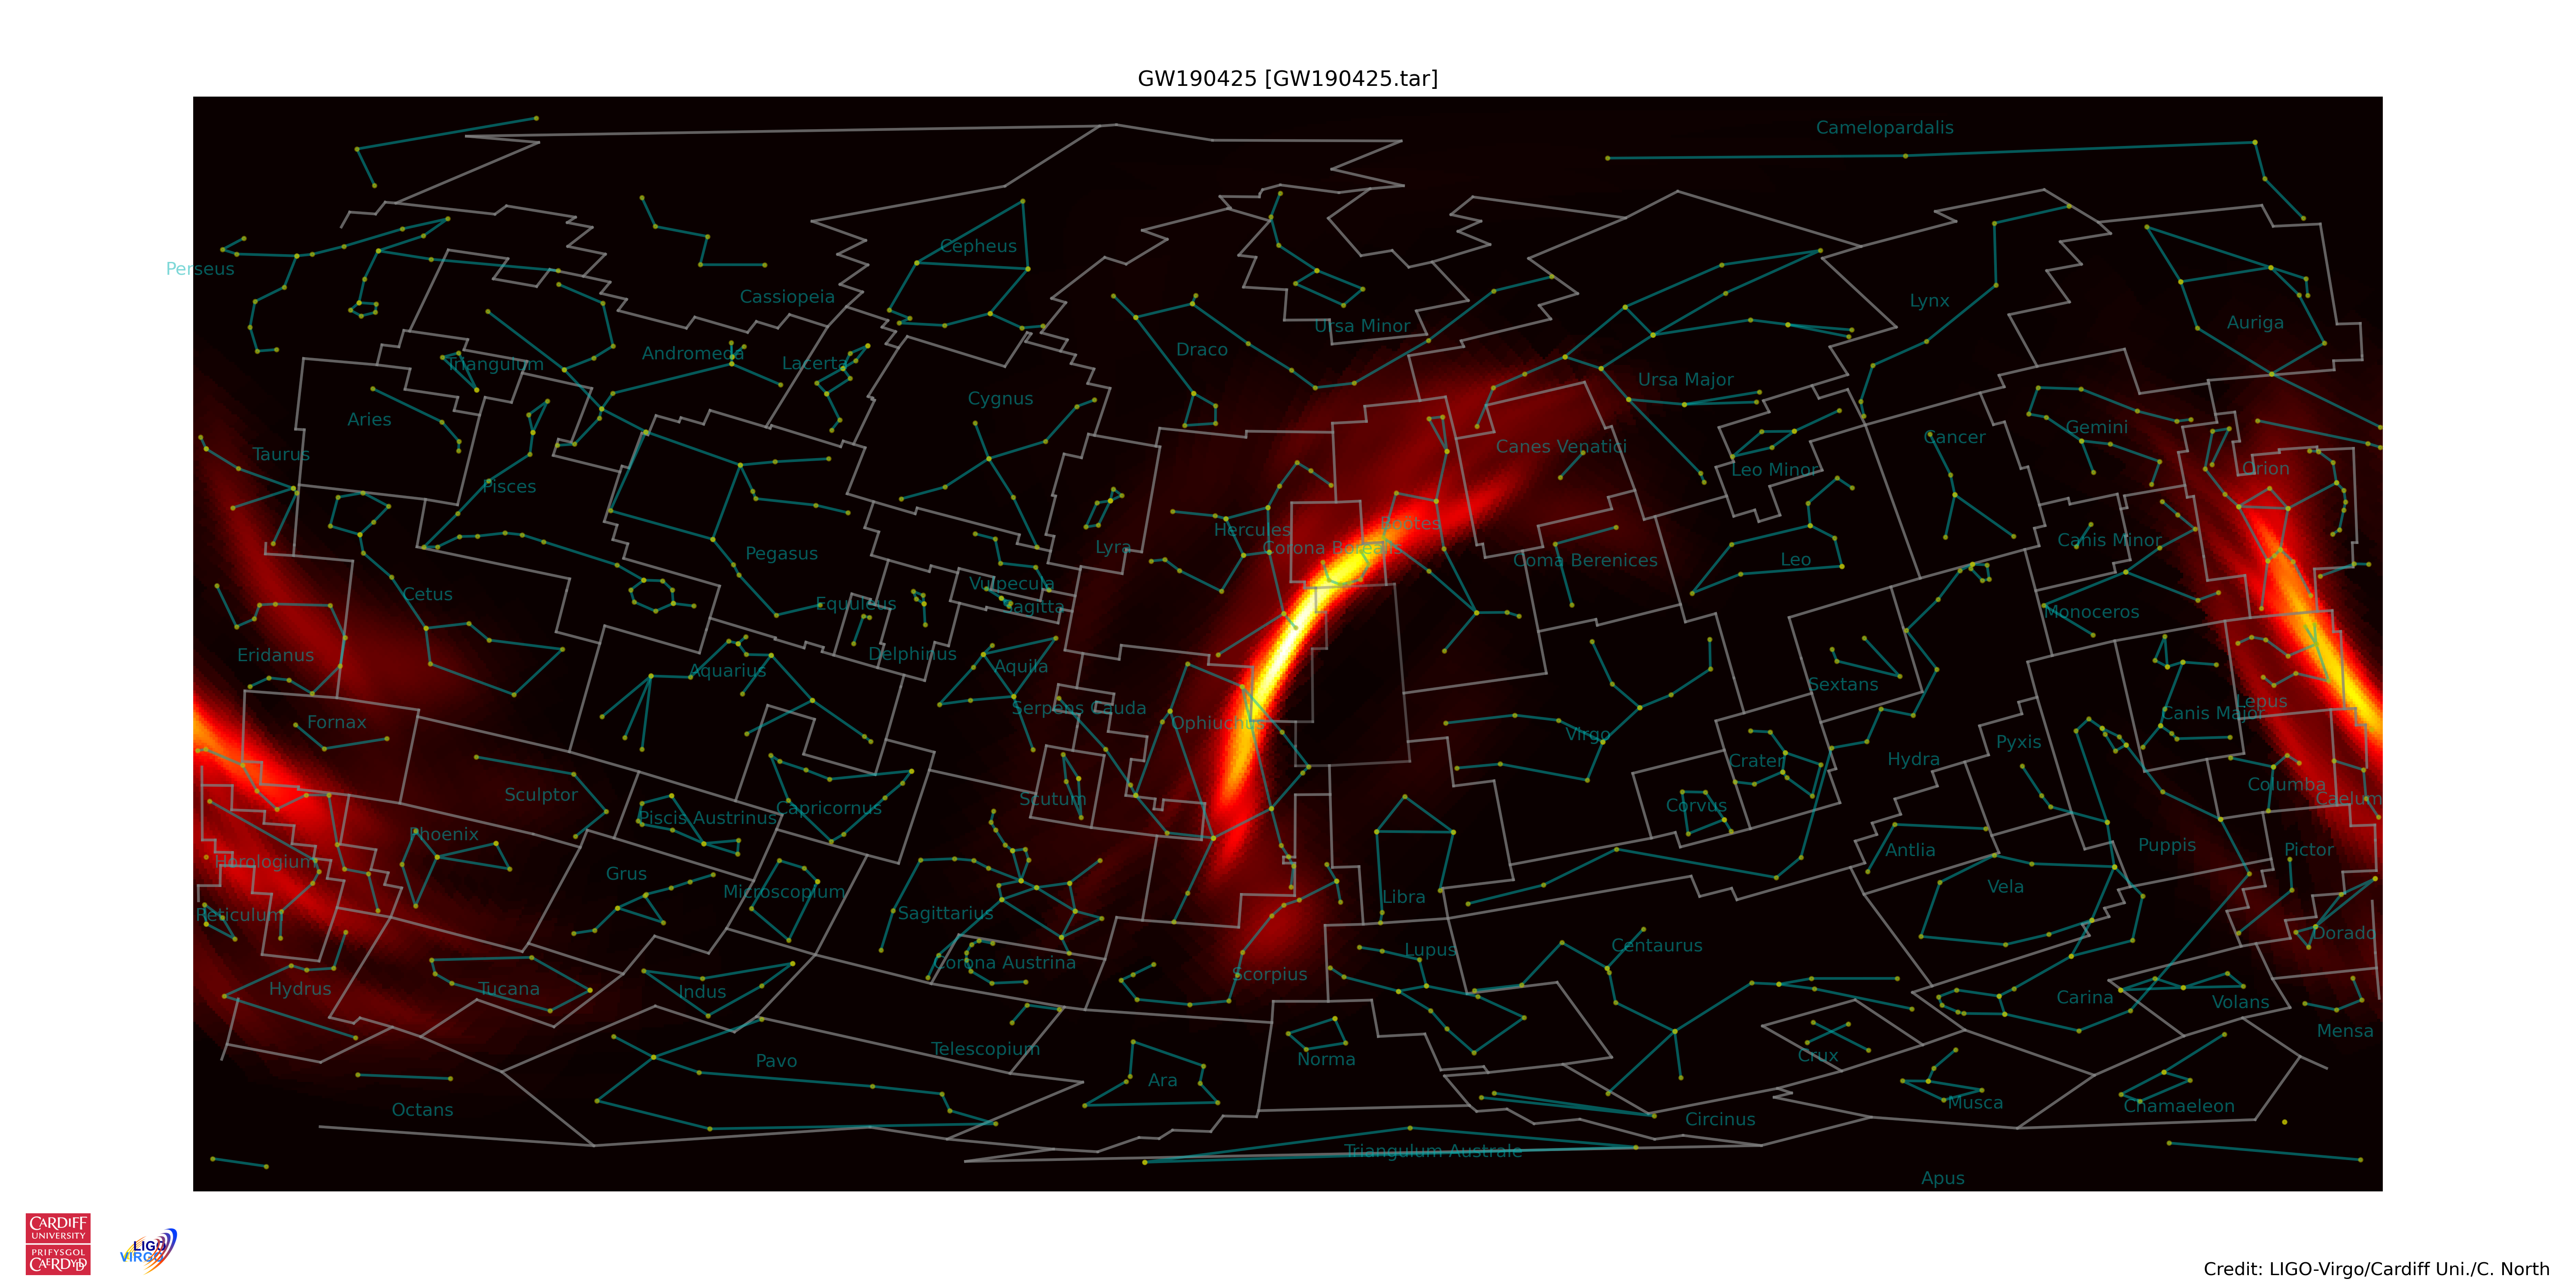 GW190425 [GW190425.tar]
Camelopardalis
Cepheus
Perseus
Cassiopeia
Lynx
Auriga
Ursa Minor
Draco
Andromeda
Triangulum
Lacerta
Ursa Major
Cygnus
Aries
Gemini
Cancer
Canes Venatici
Taurus
Leo Minor
Orion
Pisces
Bootes
Hercules
Corona Borealis
Lyra
Pegasus
Canis Minor
Coma Berenices
Leo
Vulpecula
Cetus
Equuleus
Sagitta
Monoceros
Delphinus
Eridanus
Aquila
Aquarius
Sextans
Lepus
Serpens Cauda
Canis Major
Fornax
Ophiuchus
Virgo
Pyxis
Hydra
Crater
Columba
Sculptor
Scutum
Caelum
Capricornus
Corvus
Piscis Austrinus
Phoenix
Puppis
Antlia
Pictor
Horologium
Grus
Vela
Microscopium
Libra
Sagittarius
Reticulum
Dorado
Centaurus
Lupus
Corona Austrina
Scorpius
Hydrus
Tucana
Indus
Carina
Volans
Mensa
Telescopium
Crux
Norma
Pavo
Ara
Musca
Chamaeleon
Octans
Circinus
Triangulum Australe
Apus
CARDIFF
UNIVERSITY
PRIFYSGOL
CAERDYDD
LIGO
VIRGO
Credit: LIGO-Virgo/Cardiff Uni./C. North